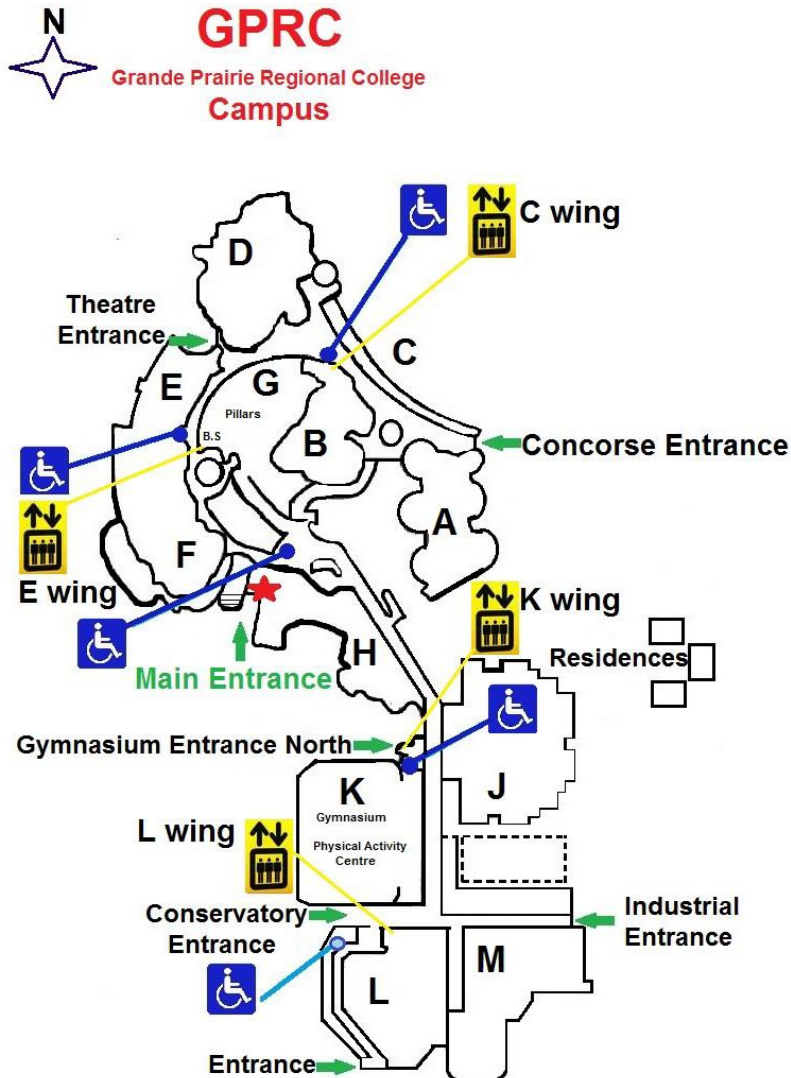 N
GPRC
Grande Prairie Regional College
Campus
C wing
D
Theatre
Entrance
C
E
G
Pillars
B.S
B
Concorse Entrance
A
F
E wing
K wing
H
Residences
Main Entrance
Gymnasium Entrance North
K
J
Gymnasium
Physical Activity
Centre
L wing
Conservatory
Entrance
Industrial
Entrance
M
L
Entrance